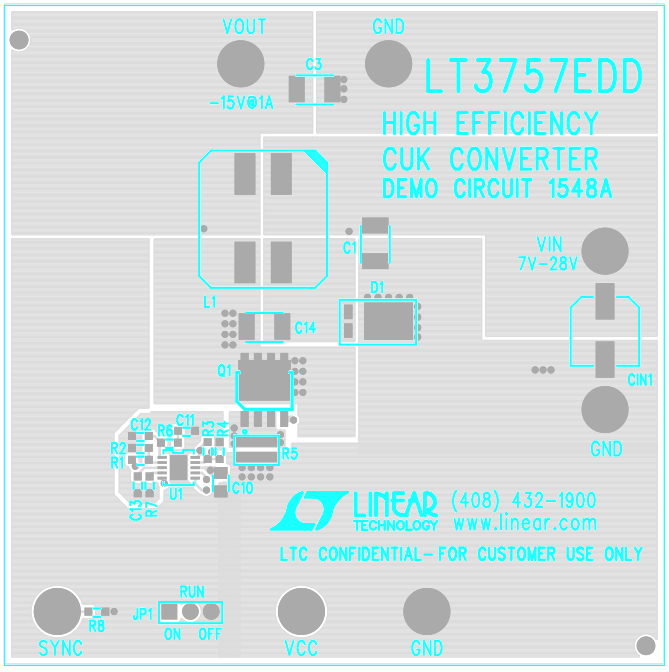 VOUT
GND
C3
-15V@1A
LT3757EDD
HIGH EFFICIENCY
CUK CONVERTER
DEMO CIRCUIT 1548A
C1
VIN
7V-28V
L1
D1
C14
Q1
CIN1
GND
C12
R6
C11
R3
R4
R2
R1
R5
U1
C10
C13
R7
LINEAR
TECHNOLOGY
(408) 432-1900
www.linear.com
LTC CONFIDENTIAL-FOR CUSTOMER USE ONLY
RUN
JP1
R8
ON OFF
SYNC
VCC
GND